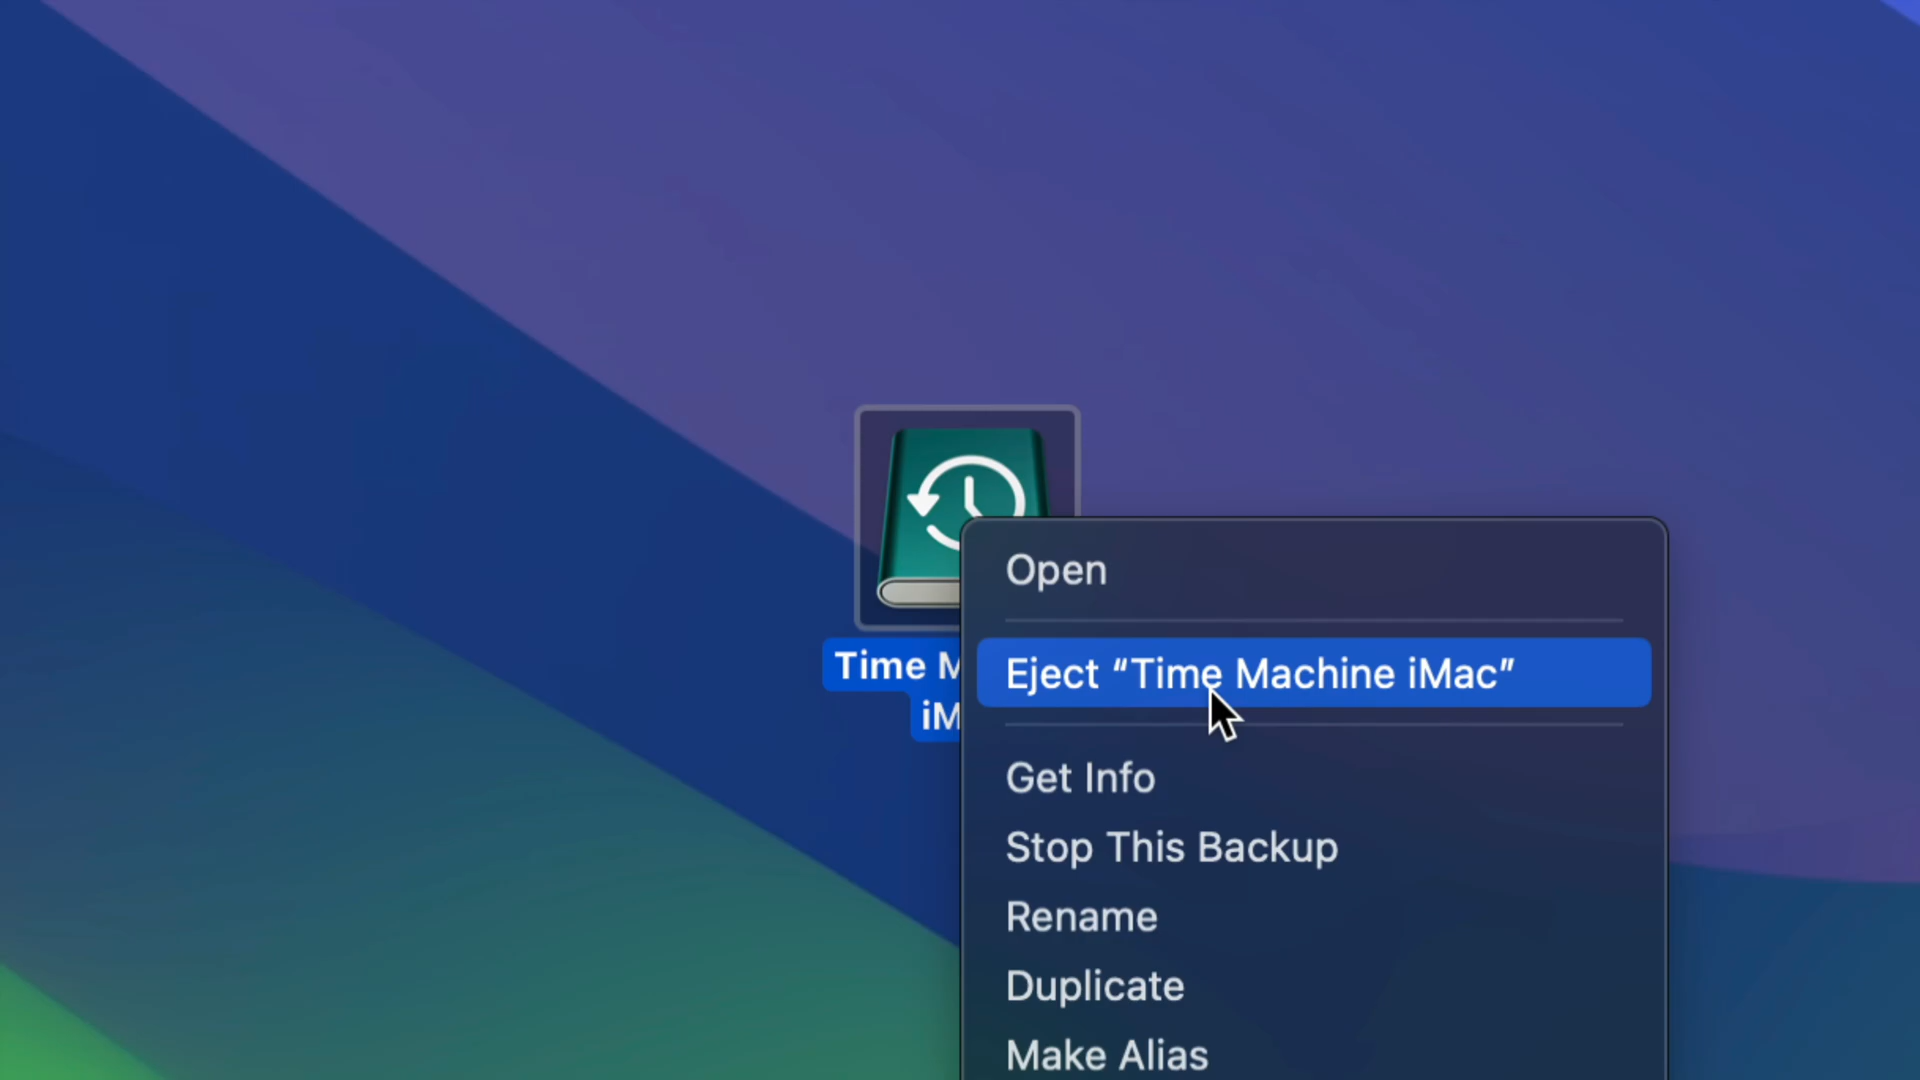 Open
Time M
Eject “Time Machine iMac”
iM
Get Info
Stop This Backup
Rename
Duplicate
Make Alias